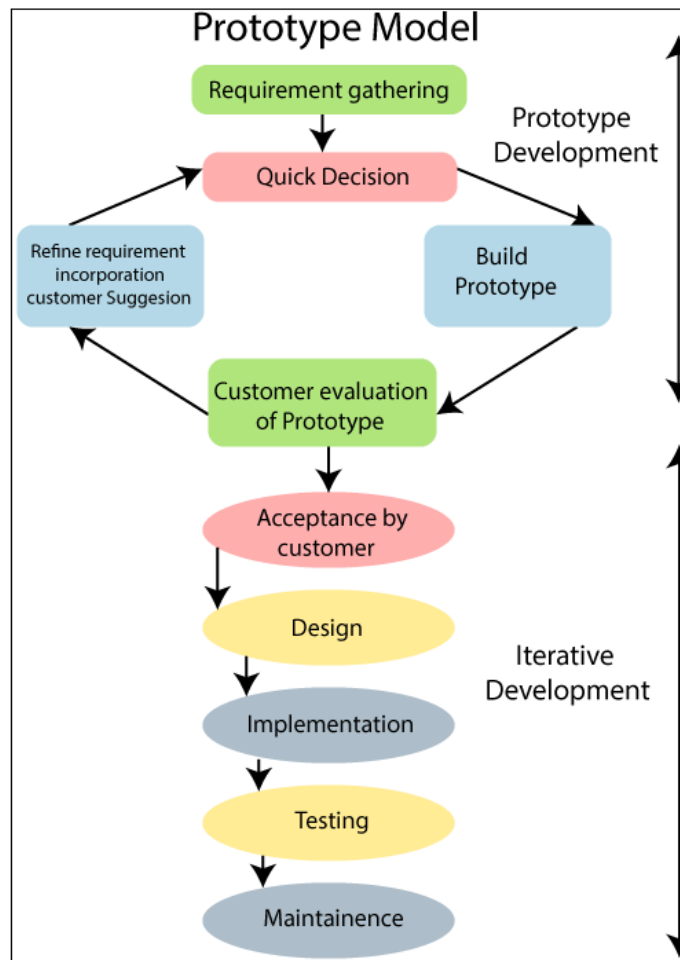 Prototype Model
Requirement gathering
Prototype
Development
Quick Decision
Refine requirement
incorporation
customer Suggesion
Build
Prototype
Customer evaluation
of Prototype
Acceptance by
customer
Design
Iterative
Development
Implementation
Testing
Maintainence